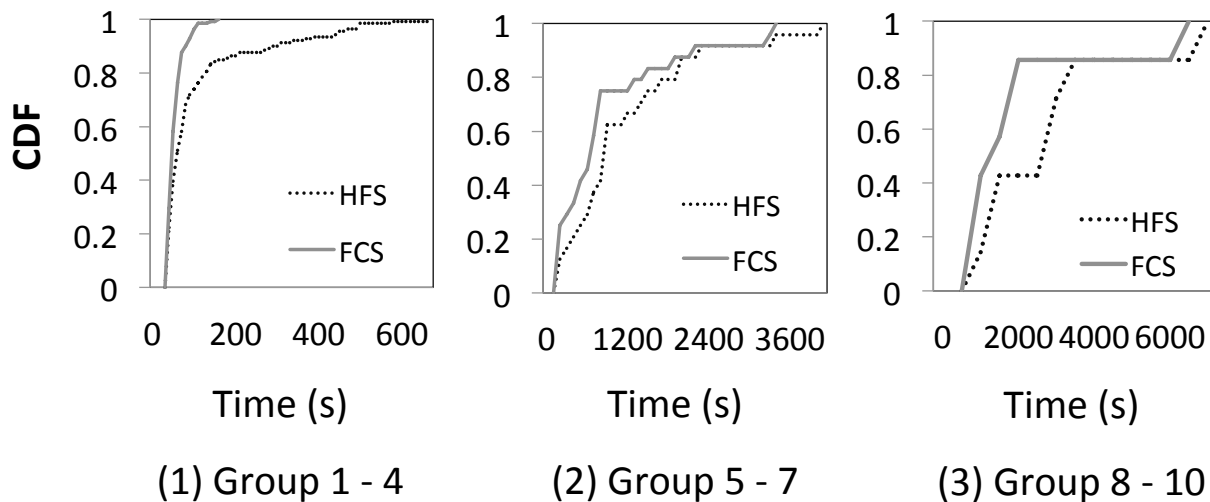 CDF
1
0.8
0.6
0.4
0.2
0
0 200 400 600
HFS
FCS
Time (s)
(1) Group 1 - 4
1
0.8
0.6
0.4
0.2
0
0 1200 2400 3600
HFS
FCS
Time (s)
(2) Group 5 - 7
1
0.8
0.6
0.4
0.2
0
0 2000 4000 6000
HFS
FCS
Time (s)
(3) Group 8 - 10